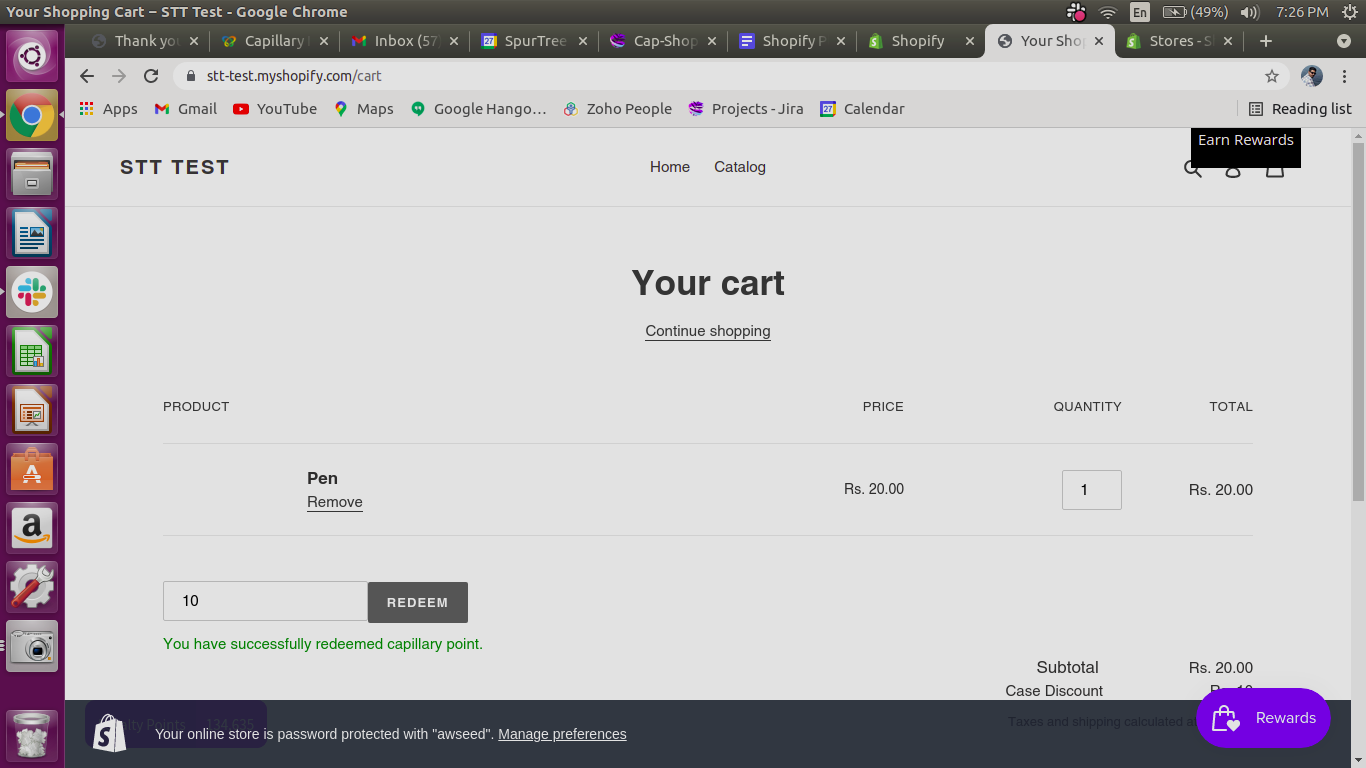 Your Shopping Cart – STT Test - Google Chrome
En (49%) 7:26 PM
Thank you Capillary Inbox (57) SpurTree Cap-Shop Shopify P Shopify Your Shop Stores - S
stt-test.myshopify.com/cart
Apps Gmail YouTube Maps Google Hango… Zoho People Projects - Jira 27 Calendar Reading list
Earn Rewards
STT TEST Home Catalog
Your cart
Continue shopping
PRODUCT PRICE QUANTITY TOTAL
Pen
Remove
Rs. 20.00 1 Rs. 20.00
10 REDEEM
You have successfully redeemed capillary point.
Subtotal Rs. 20.00
Case Discount Rs. 10
Taxes and shipping calculated
Points 134,635
Your online store is password protected with "awseed". Manage preferences
Rewards